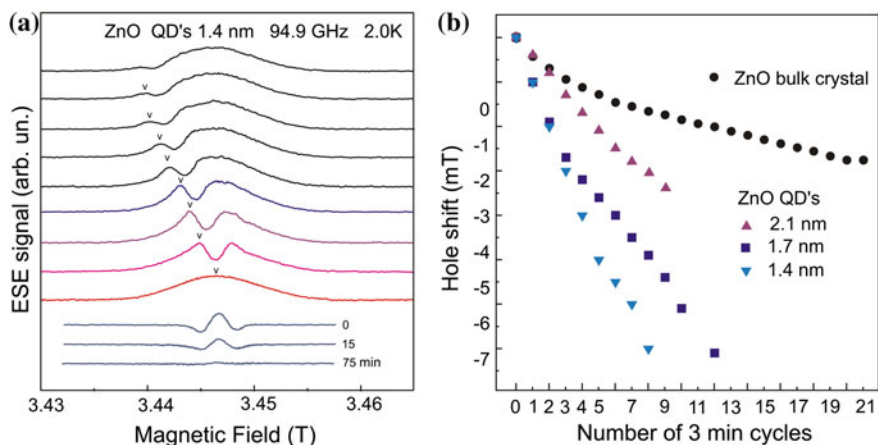 (a)
ZnO QD's 1.4 nm 94.9 GHz 2.0K
ESE signal (arb. un.)
v
v
v
v
v
v
v
v
0
15
75 min
3.43
3.44
3.45
3.46
Magnetic Field (T)
(b)
ZnO bulk crystal
ZnO QD's
2.1 nm
1.7 nm
1.4 nm
Hole shift (mT)
0
-1
-2
-3
-4
-5
-6
-7
0 1 2 3 4 5 7 9 11 13 15 17 19 21
Number of 3 min cycles